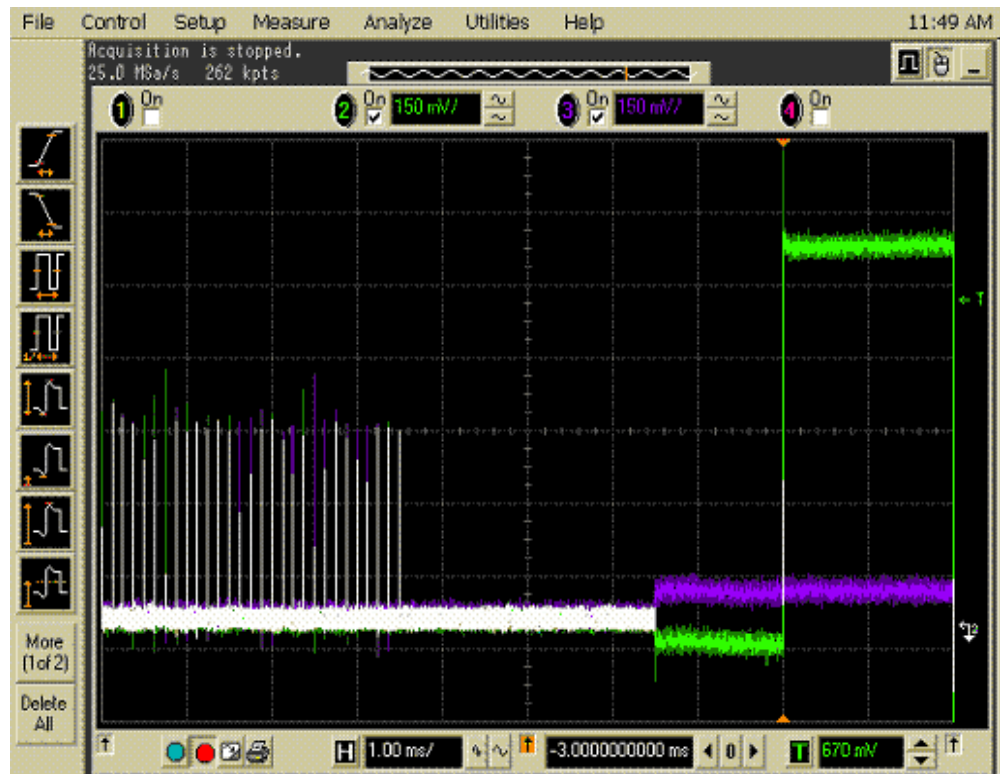 File Control Setup Measure Analyze Utilities Help 11:49 AM
Acquisition is stopped.
25.0 MSa/s 262 kpts
1 On 2 On 150 mV/ 3 On 150 mV/ 4 On
T
2
More
(1of 2)
Delete
All
H 1.00 ms/ -3.0000000000 ms 0 T 670 mV